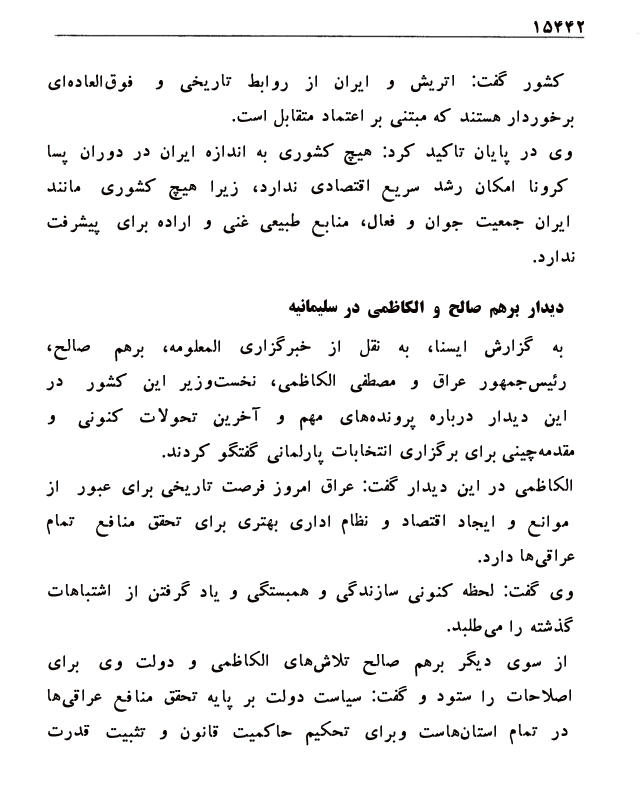 ۱۵۴۴۲
کشور گفت: اتریش و ایران از روابط تاریخی و فوق‌العاده‌ای
برخوردار هستند که مبتنی بر اعتماد متقابل است.
وی در پایان تاکید کرد: هیچ کشوری به اندازه ایران در دوران پسا
کرونا امکان رشد سریع اقتصادی ندارد، زیرا هیچ کشوری مانند
ایران جمعیت جوان و فعال، منابع طبیعی غنی و اراده برای پیشرفت
ندارد.
دیدار برهم صالح و الکاظمی در سلیمانیه
به گزارش ایسنا، به نقل از خبرگزاری المعلومه، برهم صالح،
رئیس‌جمهور عراق و مصطفی الکاظمی، نخست‌وزیر این کشور در
این دیدار درباره پرونده‌های مهم و آخرین تحولات کنونی و
مقدمه‌چینی برای برگزاری انتخابات پارلمانی گفتگو کردند.
الکاظمی در این دیدار گفت: عراق امروز فرصت تاریخی برای عبور از
موانع و ایجاد اقتصاد و نظام اداری بهتری برای تحقق منافع تمام
عراقی‌ها دارد.
وی گفت: لحظه کنونی سازندگی و همبستگی و یاد گرفتن از اشتباهات
گذشته را می‌طلبد.
از سوی دیگر برهم صالح تلاش‌های الکاظمی و دولت وی برای
اصلاحات را ستود و گفت: سیاست دولت بر پایه تحقق منافع عراقی‌ها
در تمام استان‌هاست وبرای تحکیم حاکمیت قانون و تثبیت قدرت